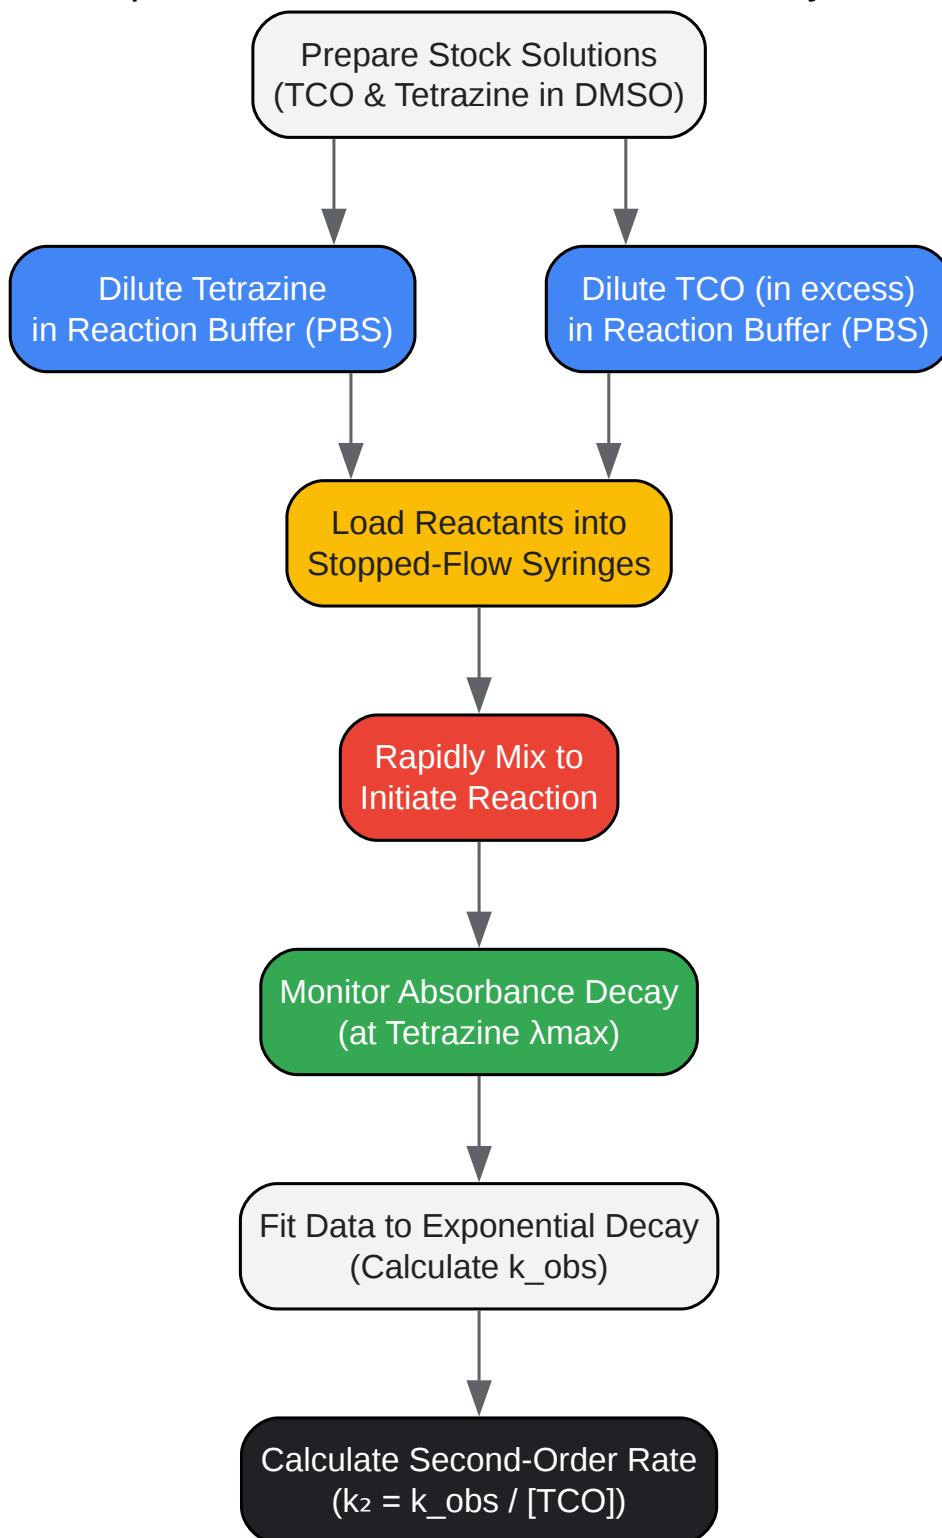 Prepare Stock Solutions
(TCO & Tetrazine in DMSO)
Dilute Tetrazine
in Reaction Buffer (PBS)
Dilute TCO (in excess)
in Reaction Buffer (PBS)
Load Reactants into
Stopped-Flow Syringes
Rapidly Mix to
Initiate Reaction
Monitor Absorbance Decay
(at Tetrazine λmax)
Fit Data to Exponential Decay
(Calculate k_obs)
Calculate Second-Order Rate
(k₂ = k_obs / [TCO])